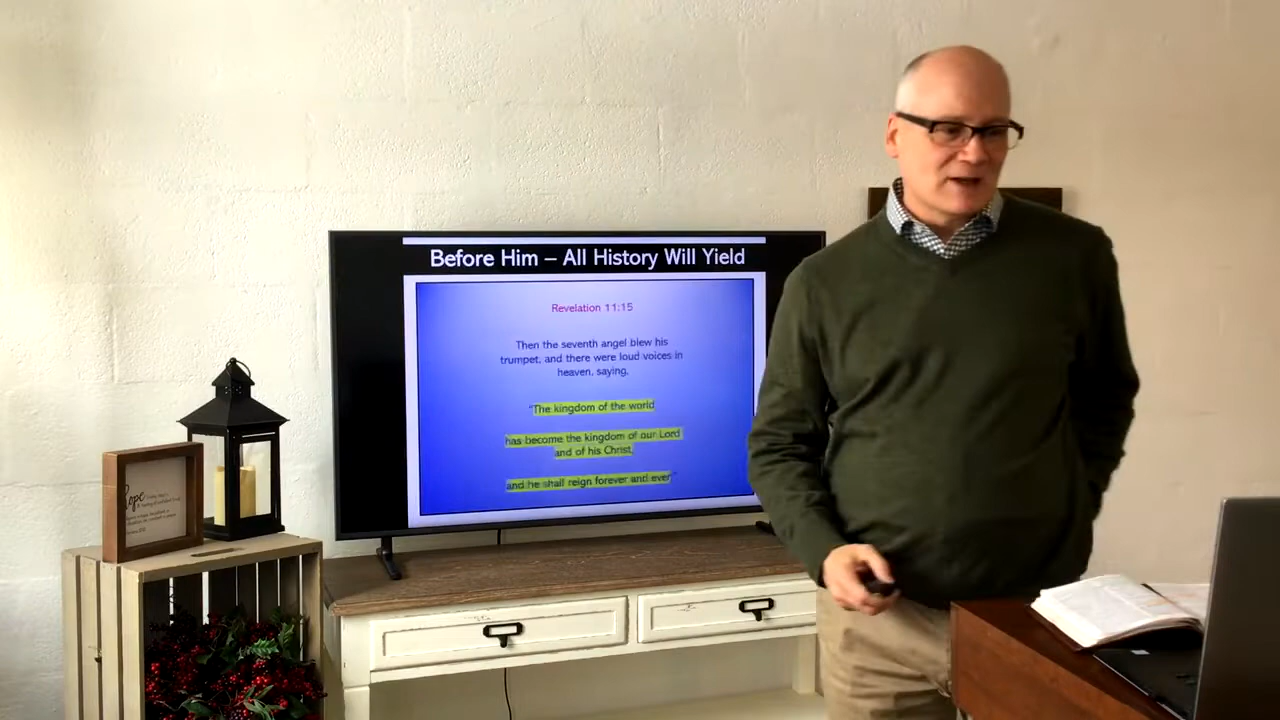 Before Him – All History Will Yield
Revelation 11:15
Then the seventh angel blew his
trumpet, and there were loud voices in
heaven, saying,
"The kingdom of the world
has become the kingdom of our Lord
and of his Christ,
and he shall reign forever and ever"
hope